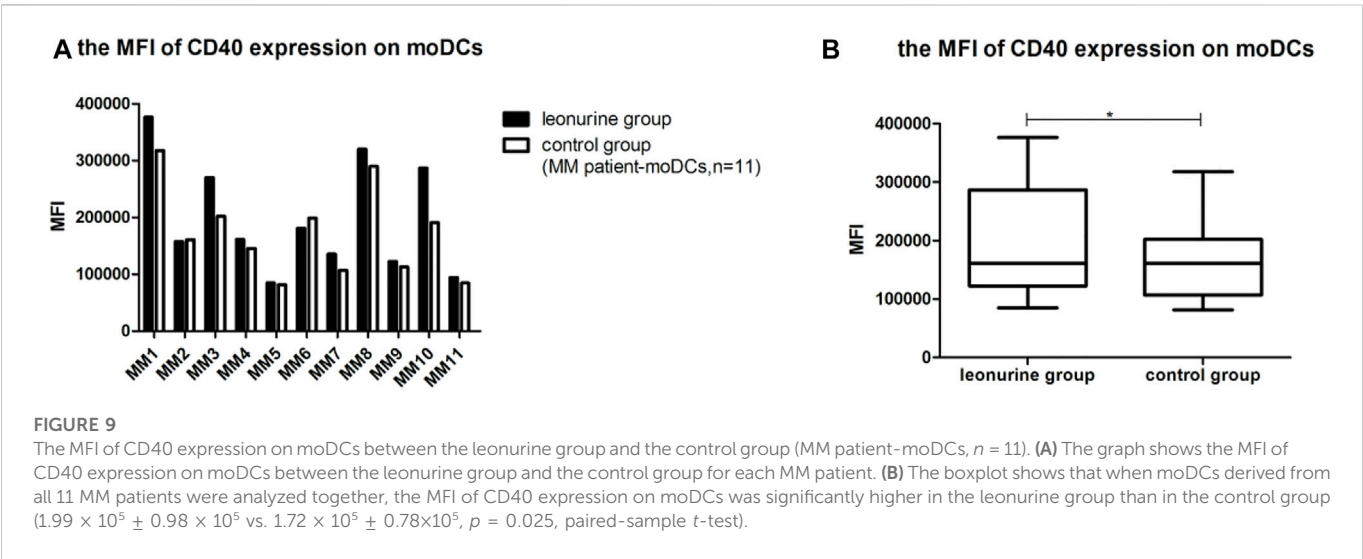 A the MFI of CD40 expression on moDCs
400000
300000
200000
100000
0
MFI
MM1
MM2
MM3
MM4
MM5
MM6
MM7
MM8
MM9
MM10
MM11
leonurine group
control group
(MM patient-moDCs,n=11)
B the MFI of CD40 expression on moDCs
*
400000
300000
200000
100000
0
MFI
leonurine group
control group
FIGURE 9
The MFI of CD40 expression on moDCs between the leonurine group and the control group (MM patient-moDCs, n = 11). (A) The graph shows the MFI of
CD40 expression on moDCs between the leonurine group and the control group for each MM patient. (B) The boxplot shows that when moDCs derived from
all 11 MM patients were analyzed together, the MFI of CD40 expression on moDCs was significantly higher in the leonurine group than in the control group
(1.99 × 10⁵ ± 0.98 × 10⁵ vs. 1.72 × 10⁵ ± 0.78×10⁵, p = 0.025, paired-sample t-test).